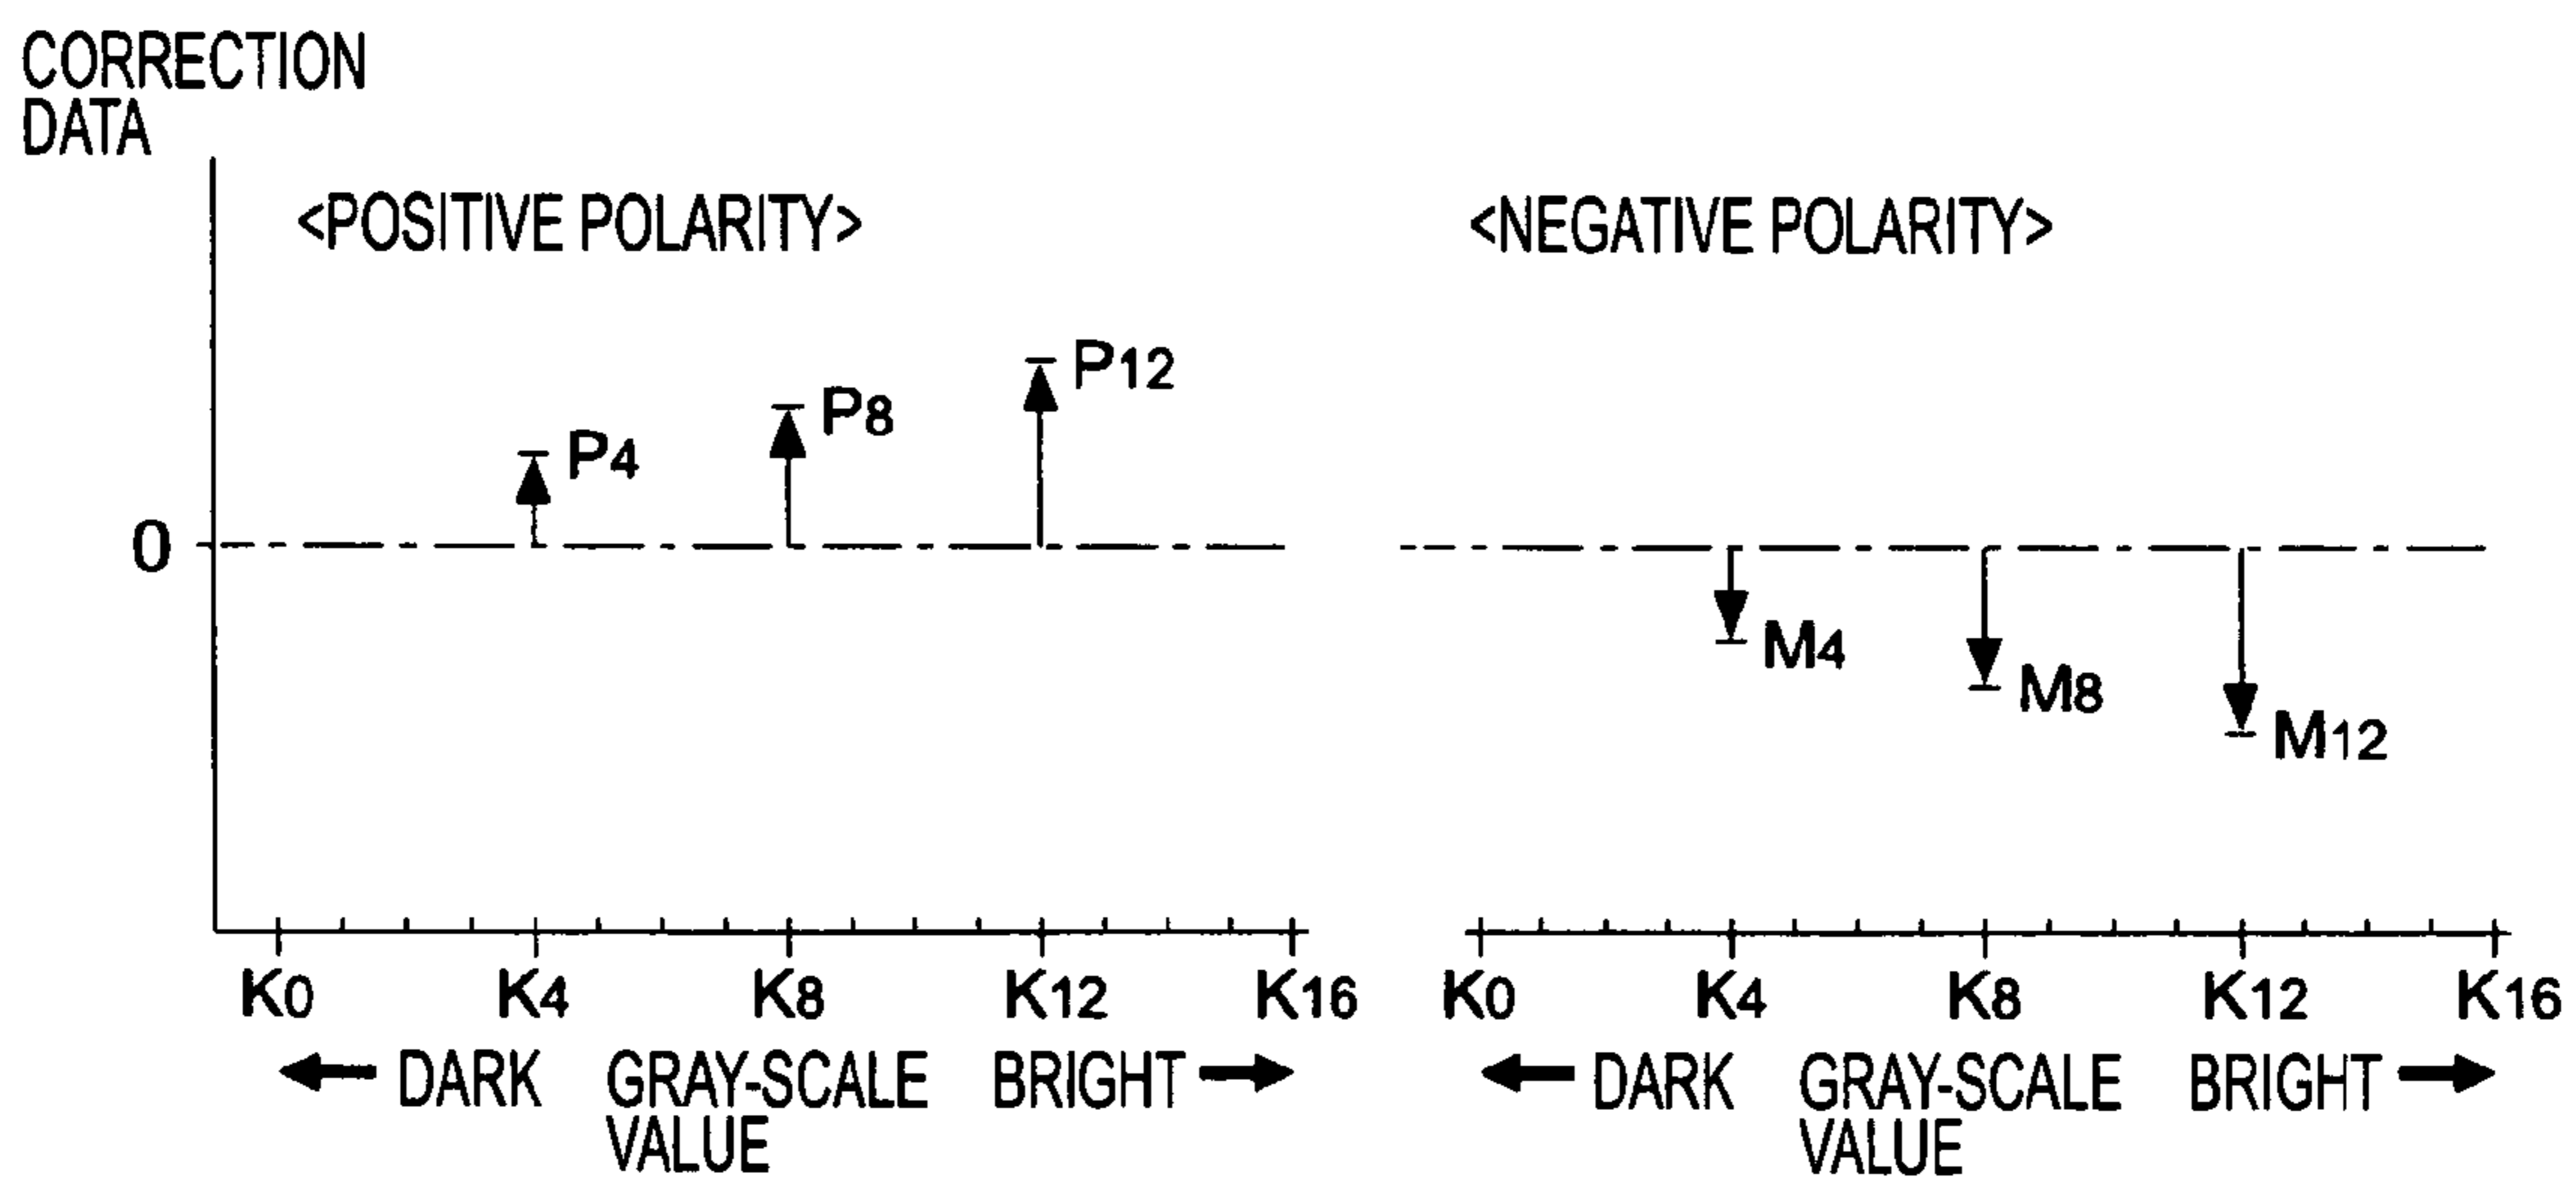 CORRECTION
DATA
<POSITIVE POLARITY> <NEGATIVE POLARITY>
P12
P8
P4
0
M4
M8
M12
K0 K4 K8 K12 K16 K0 K4 K8 K12 K16
DARK GRAY-SCALE BRIGHT DARK GRAY-SCALE BRIGHT
VALUE VALUE